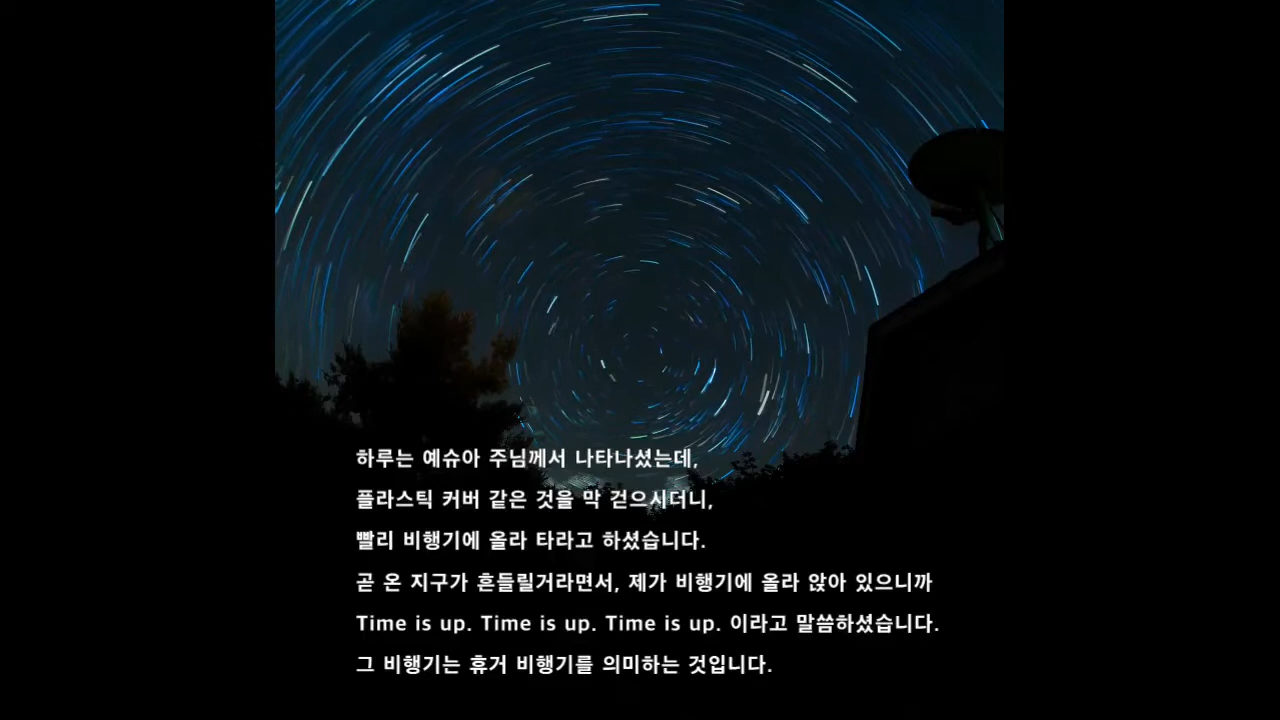 하루는 예슈아 주님께서 나타나셨는데,
플라스틱 커버 같은 것을 막 걷으시더니,
빨리 비행기에 올라 타라고 하셨습니다.
곧 온 지구가 흔들릴거라면서, 제가 비행기에 올라 앉아 있으니까
Time is up. Time is up. Time is up. 이라고 말씀하셨습니다.
그 비행기는 휴거 비행기를 의미하는 것입니다.